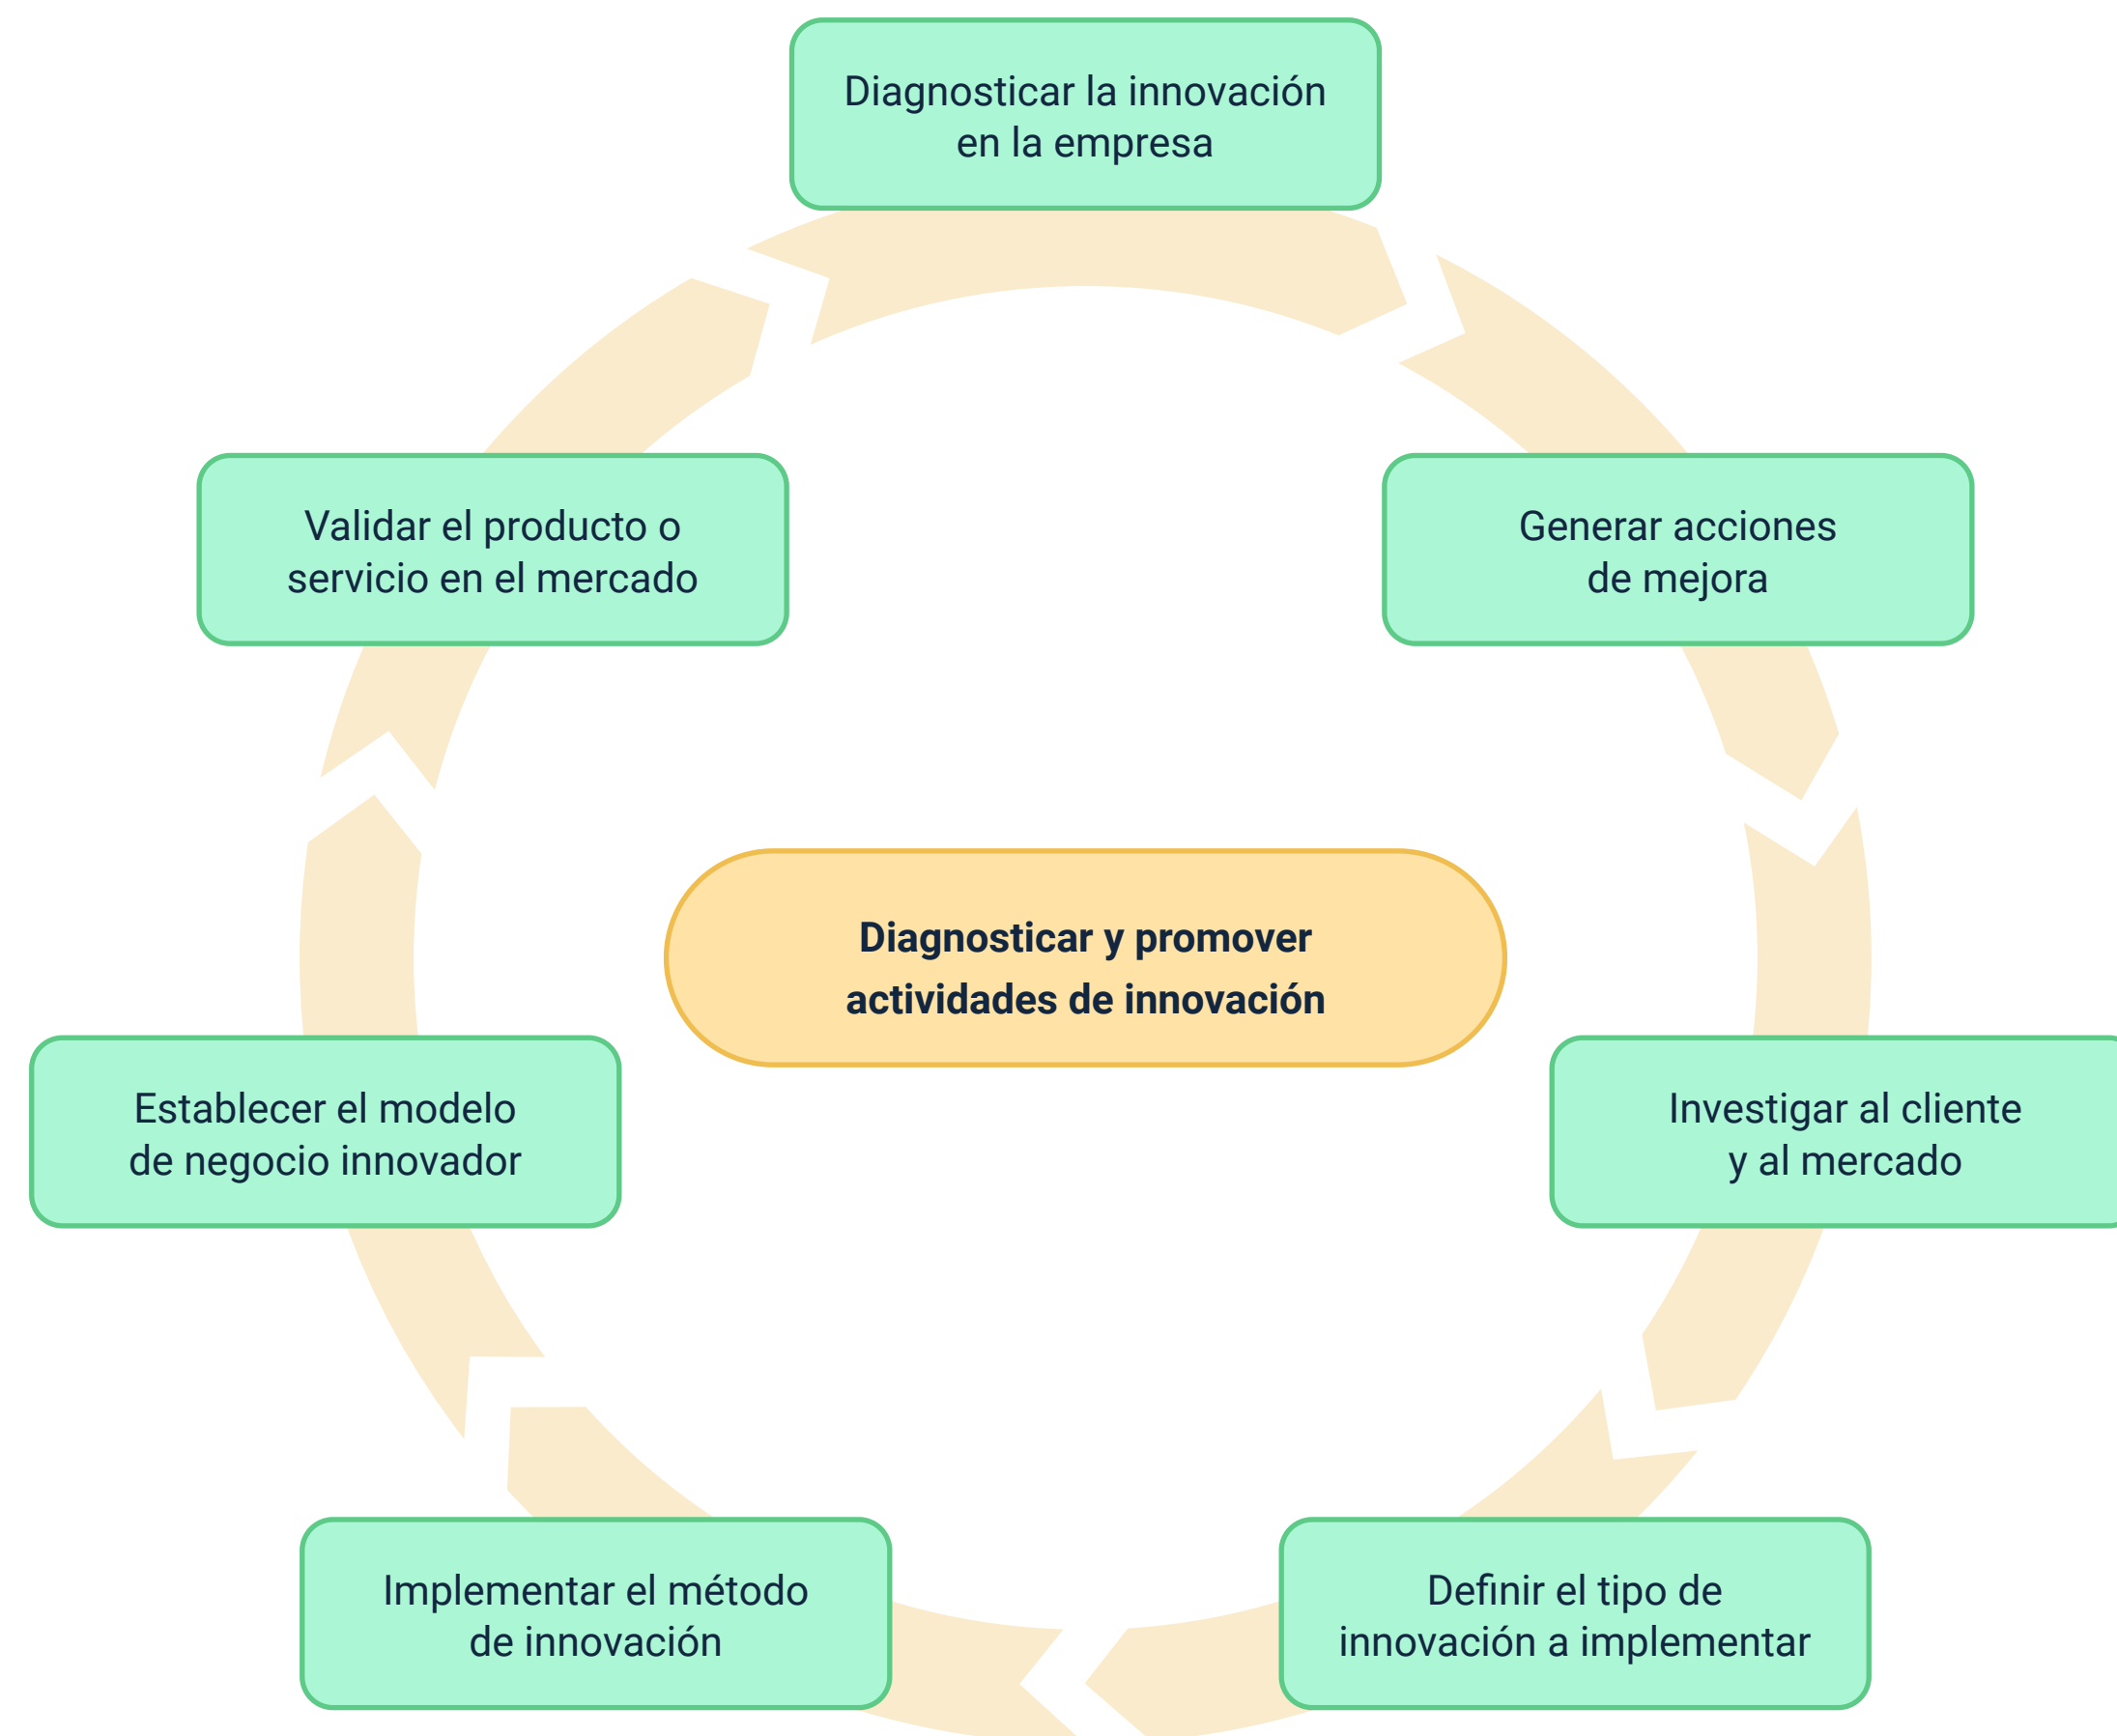 Diagnosticar la innovación
en la empresa
Generar acciones
de mejora
Investigar al cliente
y al mercado
Definir el tipo de
innovación a implementar
Implementar el método
de innovación
Establecer el modelo
de negocio innovador
Validar el producto o
servicio en el mercado
Diagnosticar y promover
actividades de innovación